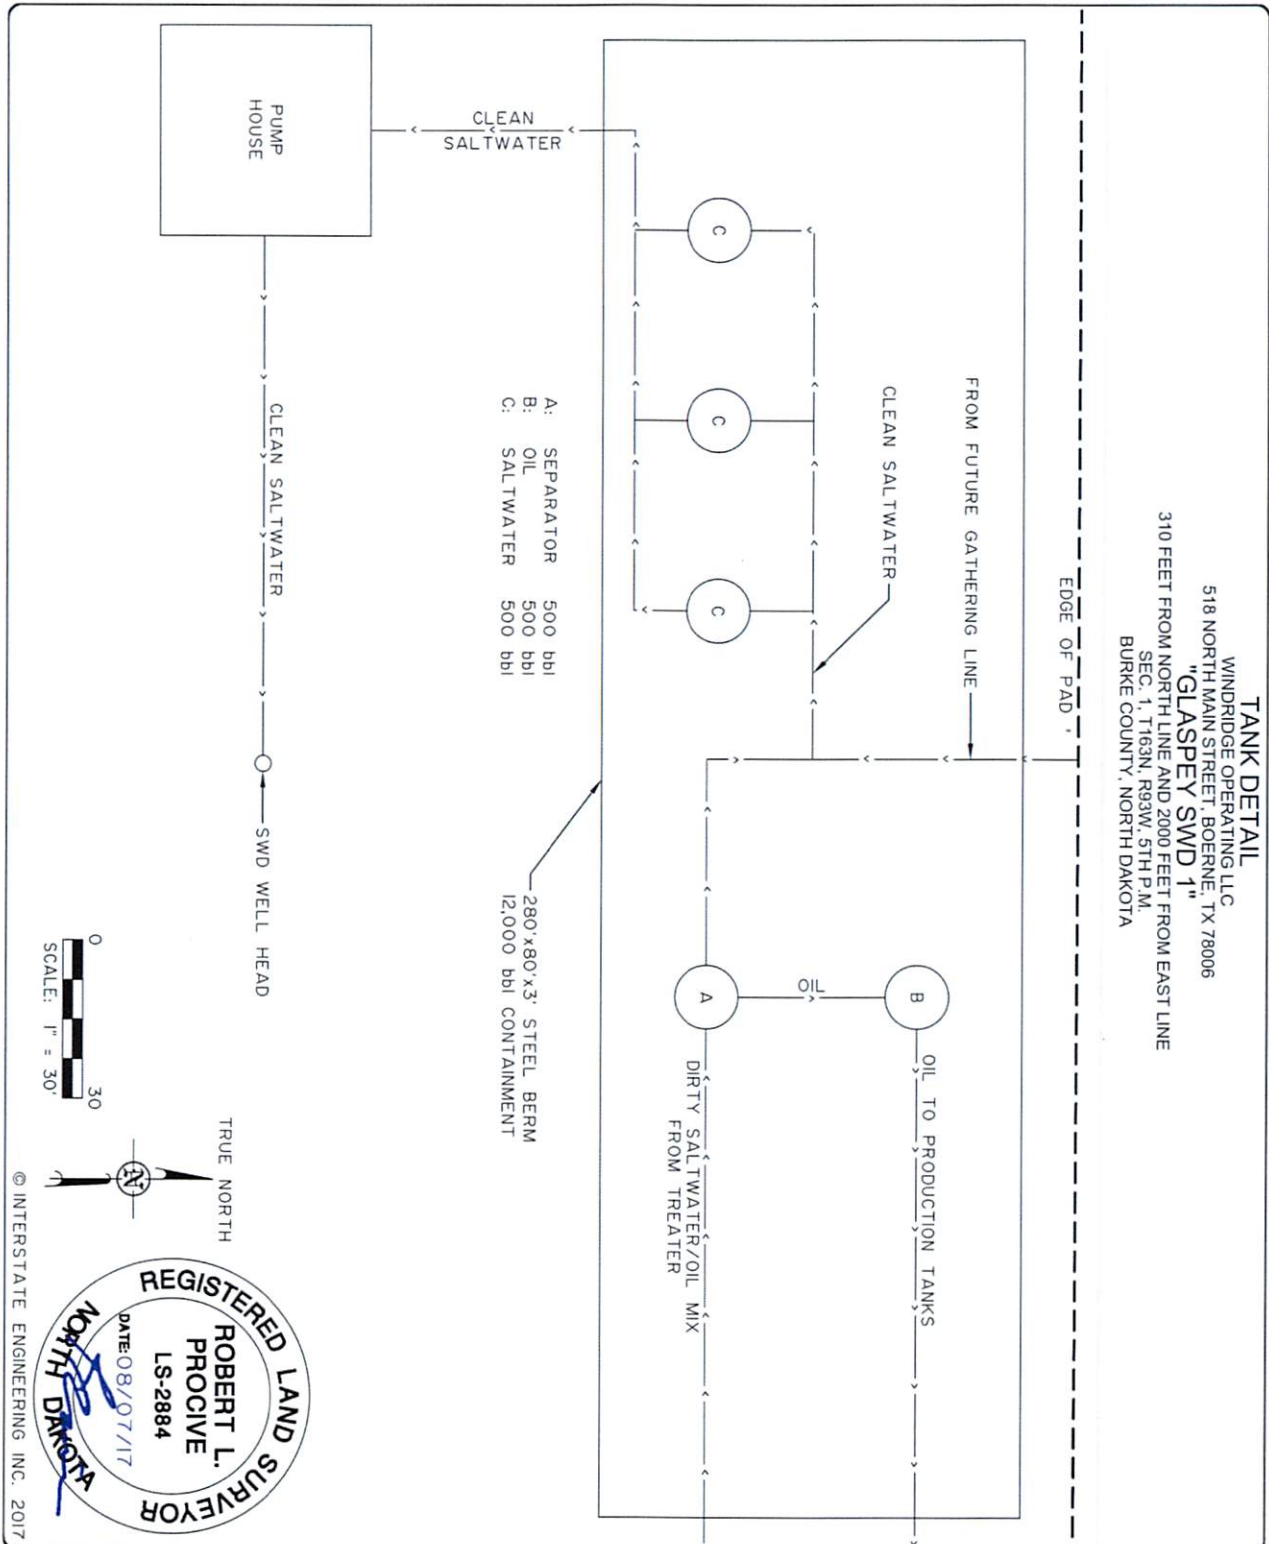 TANK DETAIL
WINDRIDGE OPERATING LLC
518 NORTH MAIN STREET, BOERNE, TX 78006
"GLASPEY SWD 1"
310 FEET FROM NORTH LINE AND 2000 FEET FROM EAST LINE
SEC. 1, T163N, R93W, 5TH P.M.
BURKE COUNTY, NORTH DAKOTA
EDGE OF PAD
FROM FUTURE GATHERING LINE
CLEAN SALTWATER
B
OIL TO PRODUCTION TANKS
OIL
C
C
C
A
DIRTY SALTWATER/OIL MIX
FROM TREATER
CLEAN
SALTWATER
A: SEPARATOR 500 bbl
B: OIL 500 bbl
C: SALTWATER 500 bbl
280'x80'x3' STEEL BERM
12,000 bbl CONTAINMENT
PUMP
HOUSE
CLEAN SALTWATER
SWD WELL HEAD
0 30
SCALE: 1" = 30'
TRUE NORTH
N
REGISTERED LAND SURVEYOR
ROBERT L.
PROCIVE
LS-2884
DATE: 08/07/17
NORTH DAKOTA
© INTERSTATE ENGINEERING INC. 2017